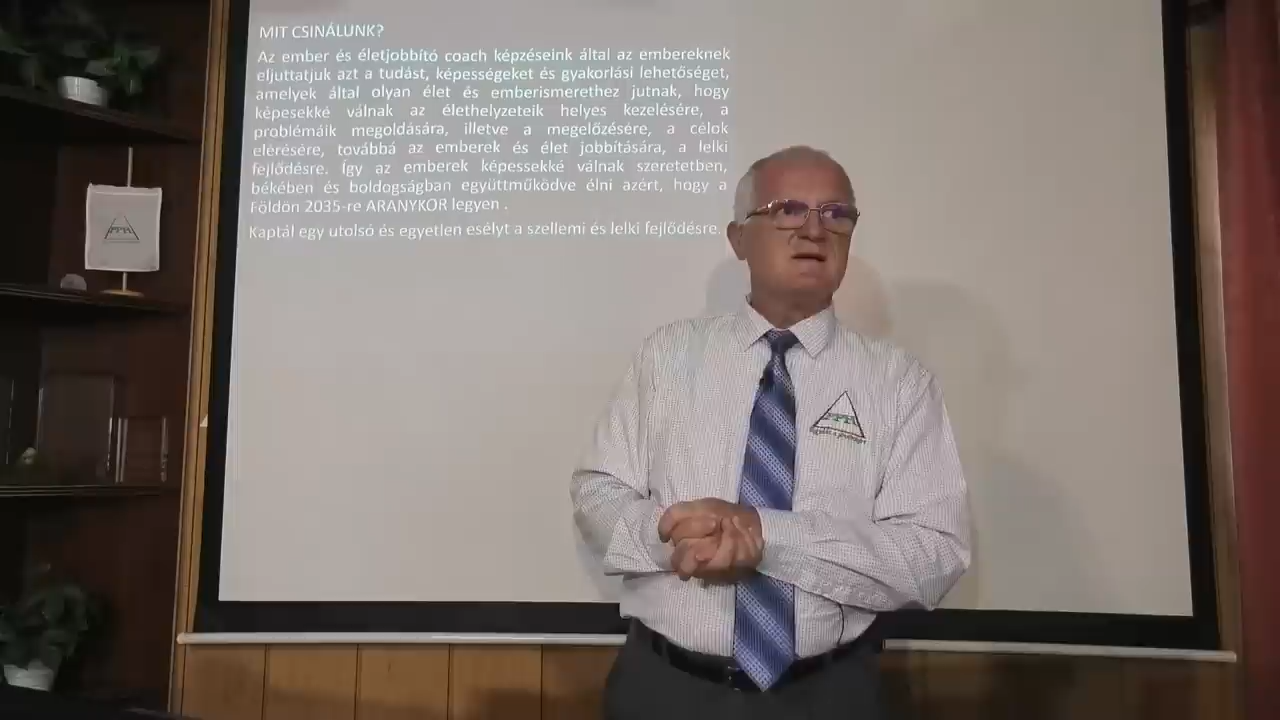 MIT CSINÁLUNK?
Az ember és életjobbító coach képzéseink által az embereknek
eljuttatjuk azt a tudást, képességeket és gyakorlási lehetőséget,
amelyek által olyan élet és emberismerethez jutnak, hogy
képesekké válnak az élethelyzeteik helyes kezelésére, a
problémáik megoldására, illetve a megelőzésére, a célok
elérésére, továbbá az emberek és élet jobbítására, a lelki
fejlődésre. Így az emberek képessekké válnak szeretetben,
békében és boldogságban együttműködve élni azért, hogy a
Földön 2035-re ARANYKOR legyen .
Kaptál egy utolsó és egyetlen esélyt a szellemi és lelki fejlődésre.